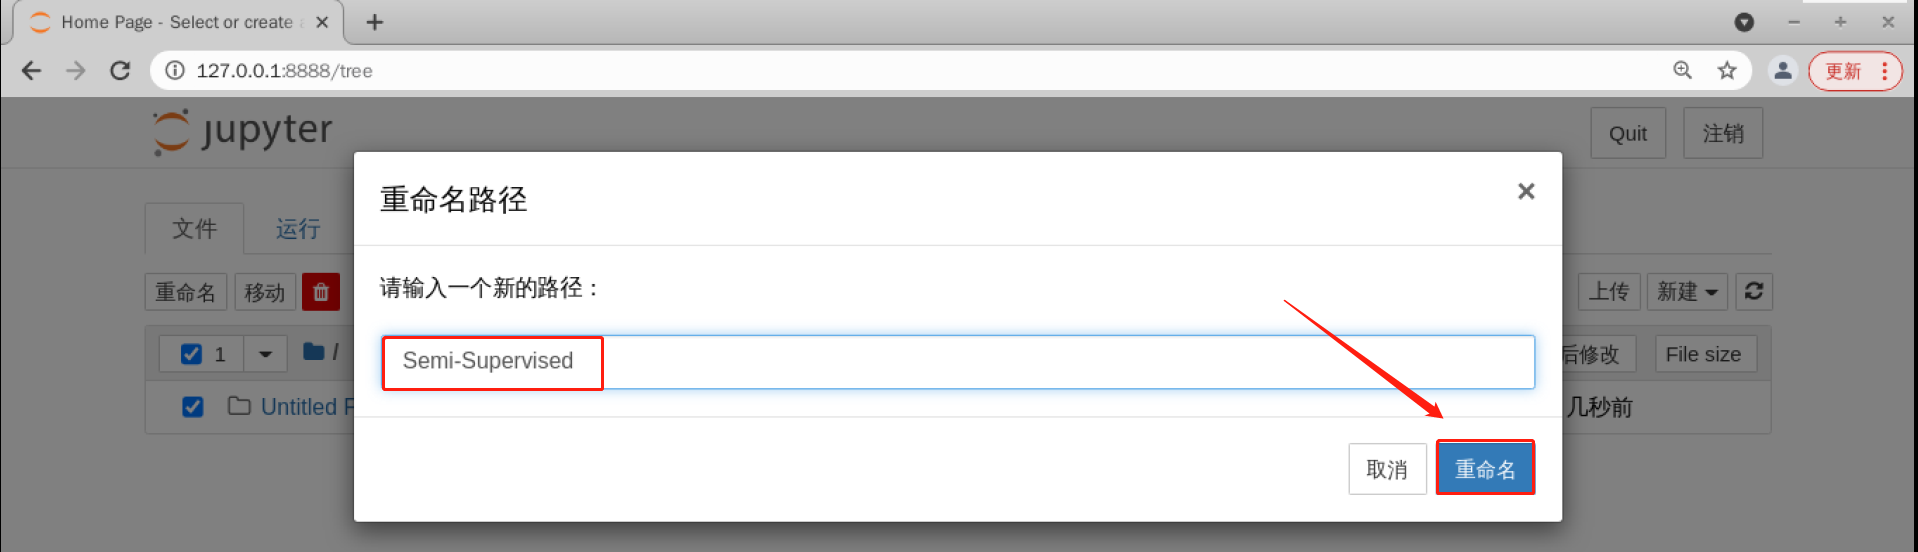 Home Page - Select or create a
127.0.0.1:8888/tree
更新
jupyter
Quit
注销
重命名路径
文件
运行
请输入一个新的路径：
重命名
移动
上传
新建
1
/
Semi-Supervised
后修改
File size
Untitled F
几秒前
取消
重命名